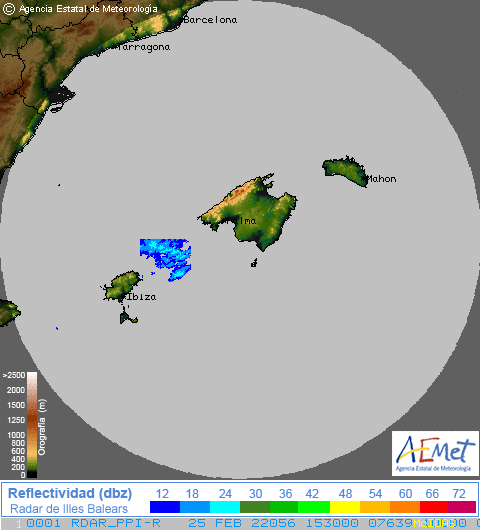 © Agencia Estatal de Meteorología
Barcelona
Tarragona
Mahon
lma
Ibiza
>2500
2000
1500
1000
800
600
400
200
0
Orografía (m)
AEMet
Agencia Estatal de Meteorología
Reflectividad (dbz)
Radar de Illes Balears
12 18 24 30 36 42 48 54 60 66 72
1 0001 RDAR_PPI-R 25 FEB 22056 153000 07639